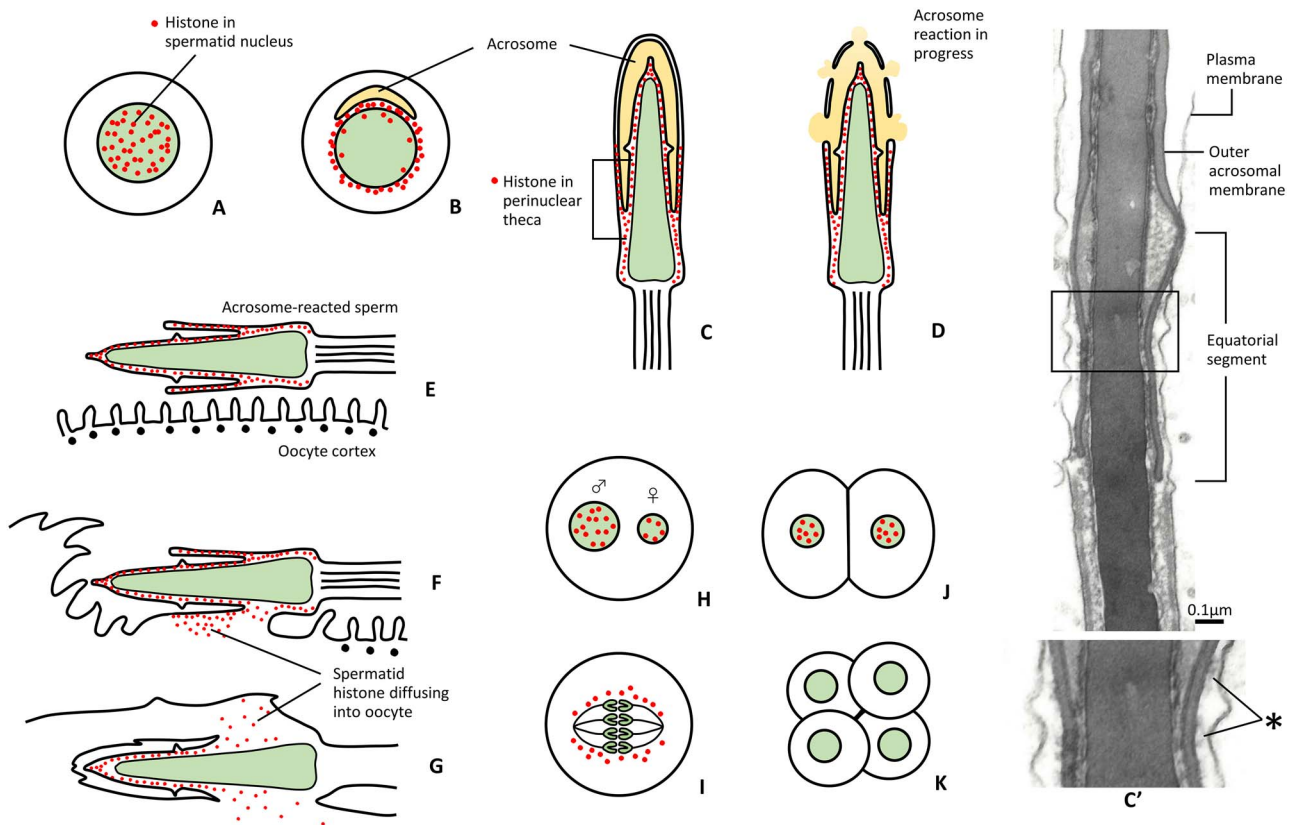 Histone in
spermatid nucleus
A
B
Acrosome
Histone in
perinuclear
theca
C
Acrosome
reaction in
progress
D
Plasma
membrane
Outer
acrosomal
membrane
Equatorial
segment
0.1µm
*
C’
Acrosome-reacted sperm
E
Oocyte cortex
F
Spermatid
histone diffusing
into oocyte
G
♂
♀
H
I
J
K